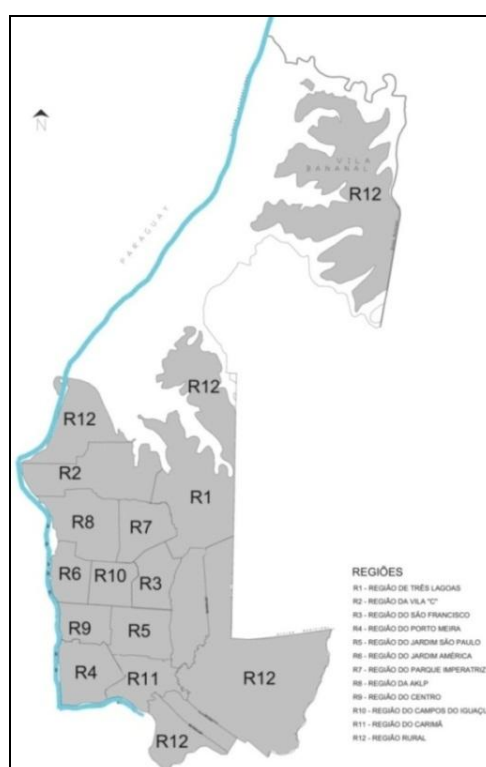 N
PARAGUAY
VILA
BANANAL
R12
R12
R12
R2
R1
R8
R7
R6
R10
R3
R9
R5
R4
R11
R12
R12
REGIÕES
R1 - REGIÃO DE TRÊS LAGOAS
R2 - REGIÃO DA VILA "C"
R3 - REGIÃO DO SÃO FRANCISCO
R4 - REGIÃO DO PORTO MEIRA
R5 - REGIÃO DO JARDIM SÃO PAULO
R6 - REGIÃO DO JARDIM AMÉRICA
R7 - REGIÃO DO PARQUE IMPERATRIZ
R8 - REGIÃO DA AKLP
R9 - REGIÃO DO CENTRO
R10 - REGIÃO DO CAMPOS DO IGUAÇU
R11 - REGIÃO DO CARIMÃ
R12 - REGIÃO RURAL